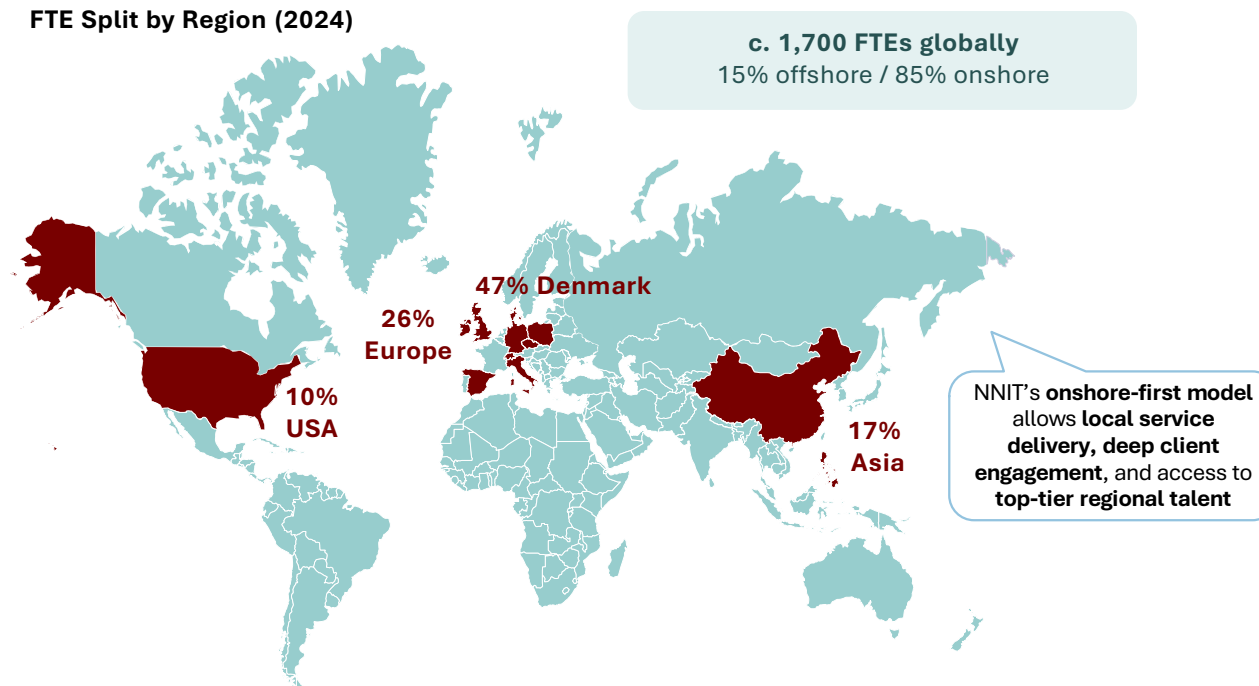 FTE Split by Region (2024)
c. 1,700 FTEs globally
15% offshore / 85% onshore
47% Denmark
26%
Europe
10%
USA
17%
Asia
NNIT's onshore-first model
allows local service
delivery, deep client
engagement, and access to
top-tier regional talent